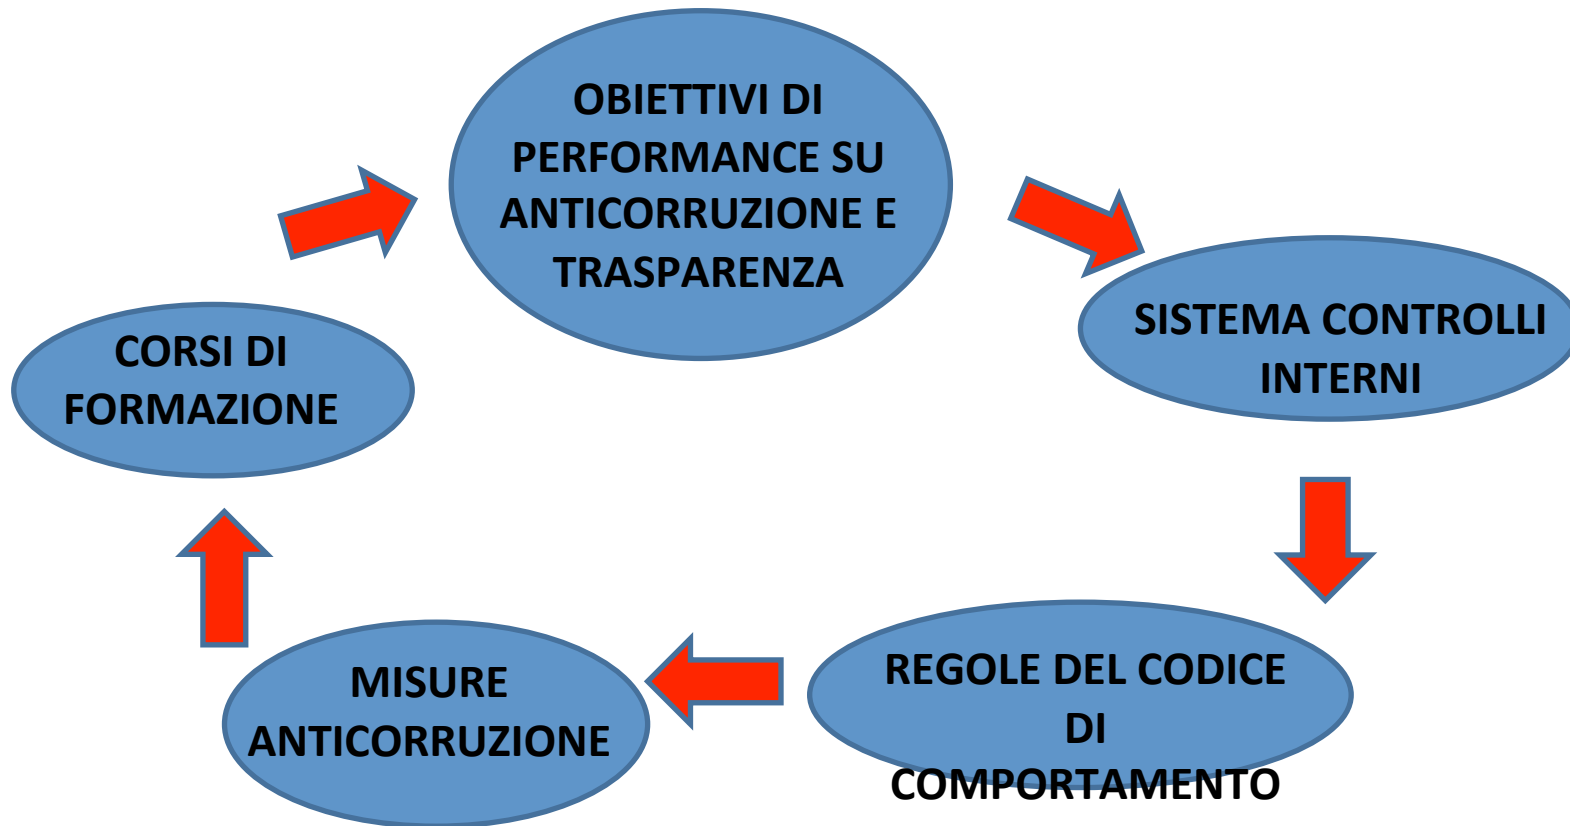 OBIETTIVI DI
PERFORMANCE SU
ANTICORRUZIONE E
TRASPARENZA
SISTEMA CONTROLLI
INTERNI
REGOLE DEL CODICE
DI
COMPORTAMENTO
MISURE
ANTICORRUZIONE
CORSI DI
FORMAZIONE